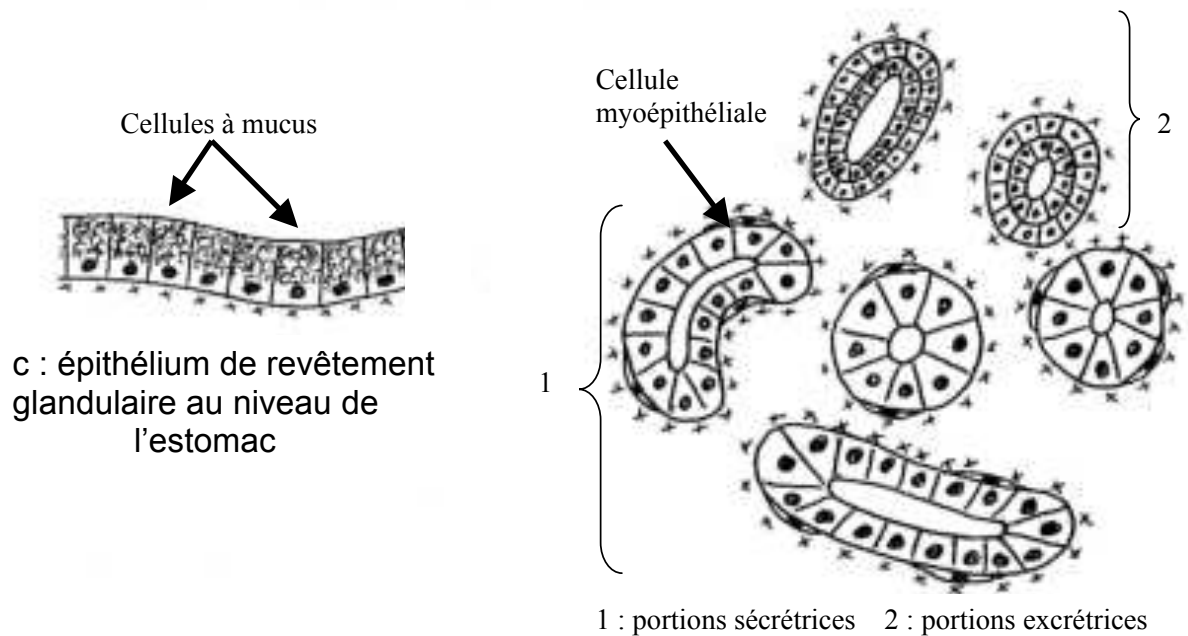 Cellules à mucus
c : épithélium de revêtement
glandulaire au niveau de
l’estomac
Cellule
myoépithéliale
2
1
1 : portions sécrétrices 2 : portions excrétrices